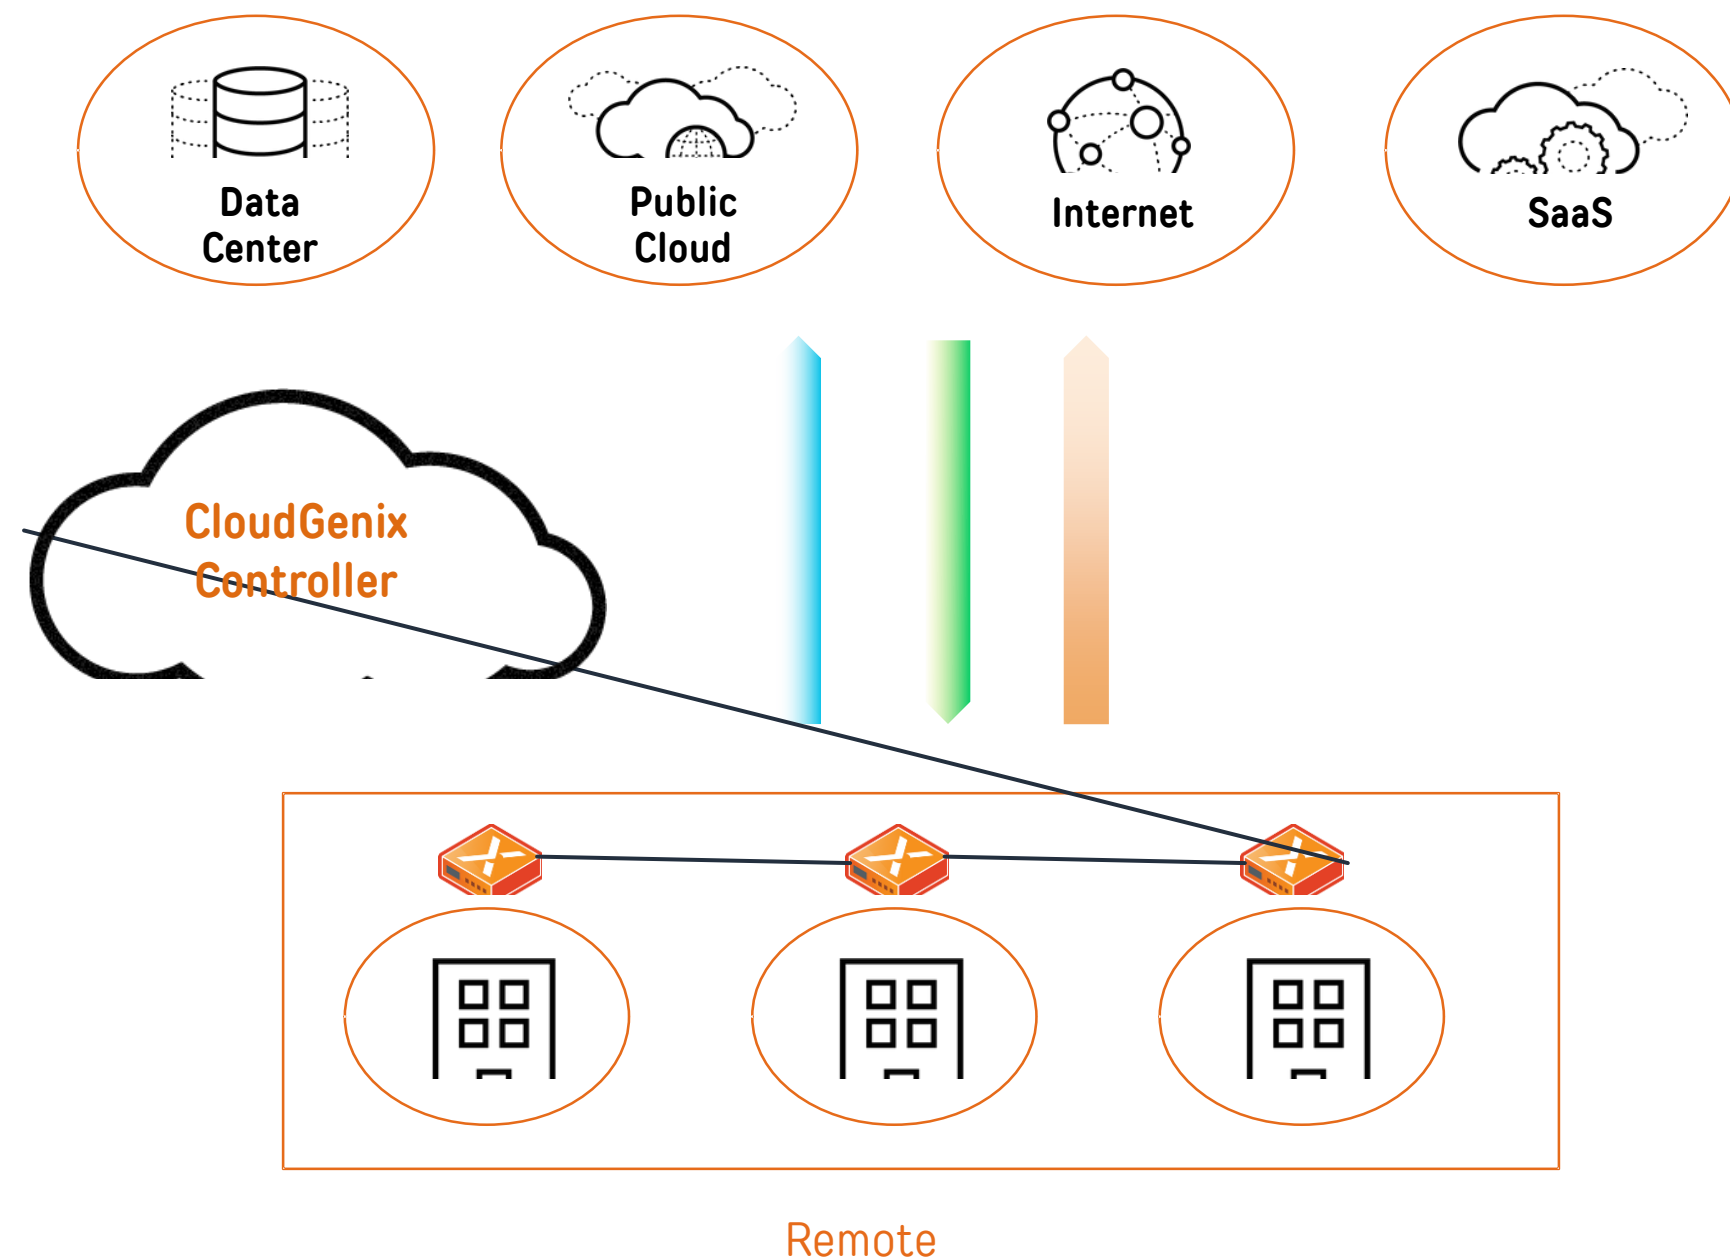 Data
Center
Public
Cloud
Internet
SaaS
CloudGenix
Controller
Remote